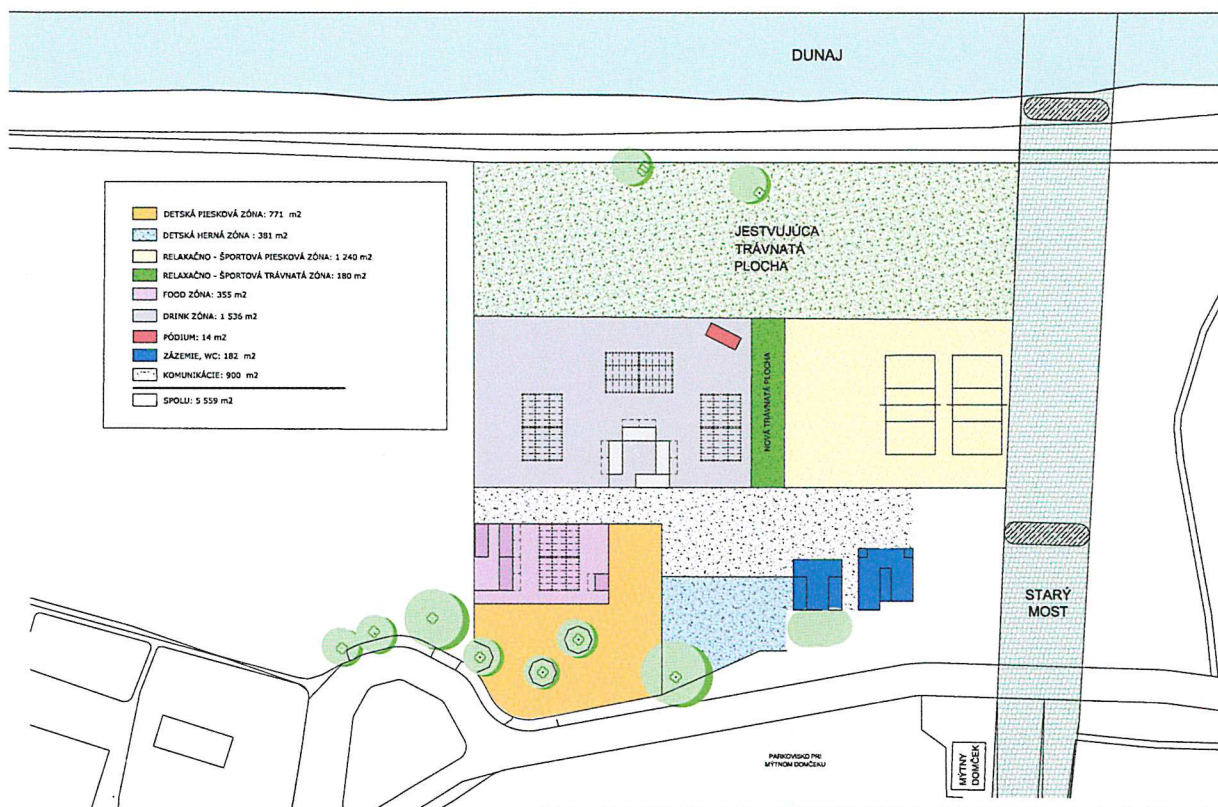 DUNAJ
DETSKÁ PIESKOVÁ ZÓNA: 771 m2
DETSKÁ HERNÁ ZÓNA : 381 m2
RELAKAČNO - ŠPORTOVÁ PIESKOVÁ ZÓNA: 1 240 m2
RELAXAČNO - ŠPORTOVÁ TRÁVNATÁ ZÓNA: 180 m2
FOOD ZÓNA: 355 m2
DRINK ZÓNA: 1 536 m2
PÓDIUM: 14 m2
ZÁZEMIE, WC: 182 m2
KOMUNIKÁCIE: 900 m2
SPOLU: 5 559 m2
JESTVUJÚCA
TRÁVNATÁ
PLOCHA
NOVÁ TRÁVNATÁ PLOCHA
STARÝ
MOST
PARKOVISKO PRI
MÝTNOM DOMČEKU
MÝTNY
DOMČEK